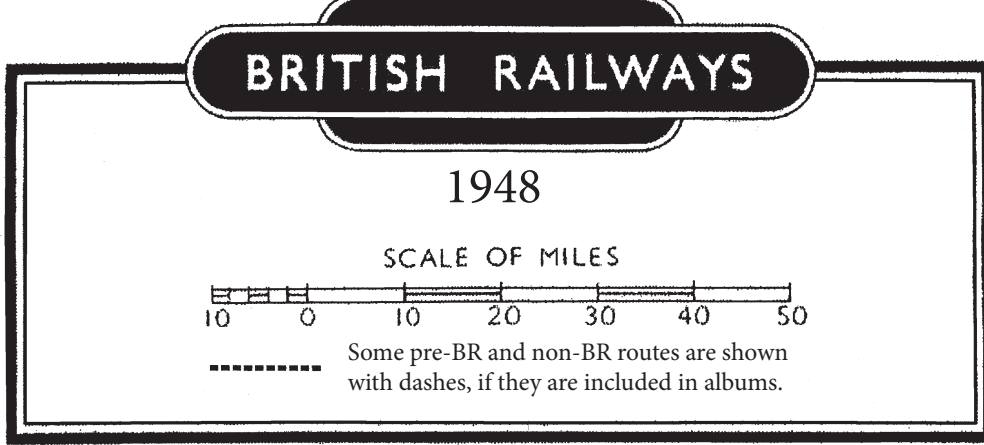 BRITISH RAILWAYS
1948
SCALE OF MILES
10 0 10 20 30 40 50
Some pre-BR and non-BR routes are shown
with dashes, if they are included in albums.